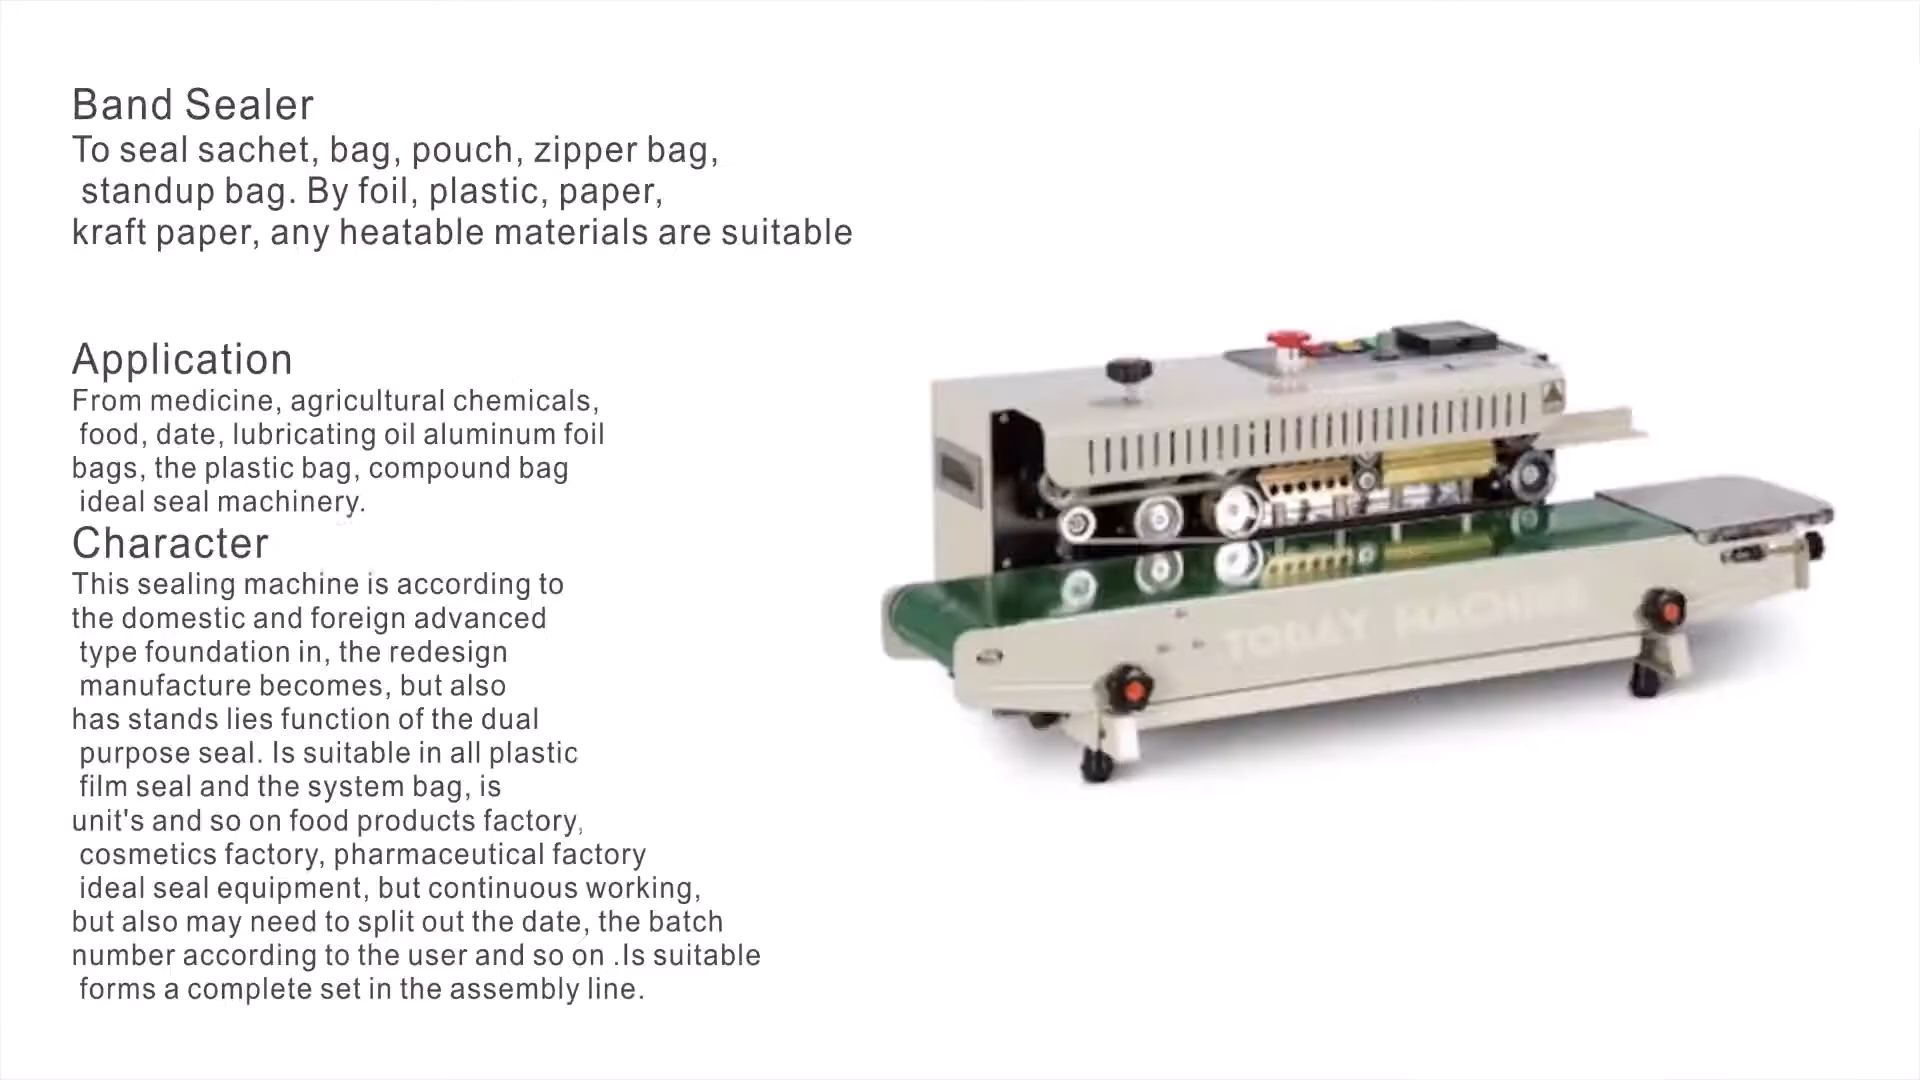 Band Sealer
To seal sachet, bag, pouch, zipper bag,
standup bag. By foil, plastic, paper,
kraft paper, any heatable materials are suitable
Application
From medicine, agricultural chemicals,
food, date, lubricating oil aluminum foil
bags, the plastic bag, compound bag
ideal seal machinery.
Character
This sealing machine is according to
the domestic and foreign advanced
type foundation in, the redesign
manufacture becomes, but also
has stands lies function of the dual
purpose seal. Is suitable in all plastic
film seal and the system bag, is
unit's and so on food products factory,
cosmetics factory, pharmaceutical factory
ideal seal equipment, but continuous working,
but also may need to split out the date, the batch
number according to the user and so on .Is suitable
forms a complete set in the assembly line.
TODAY MACHINE